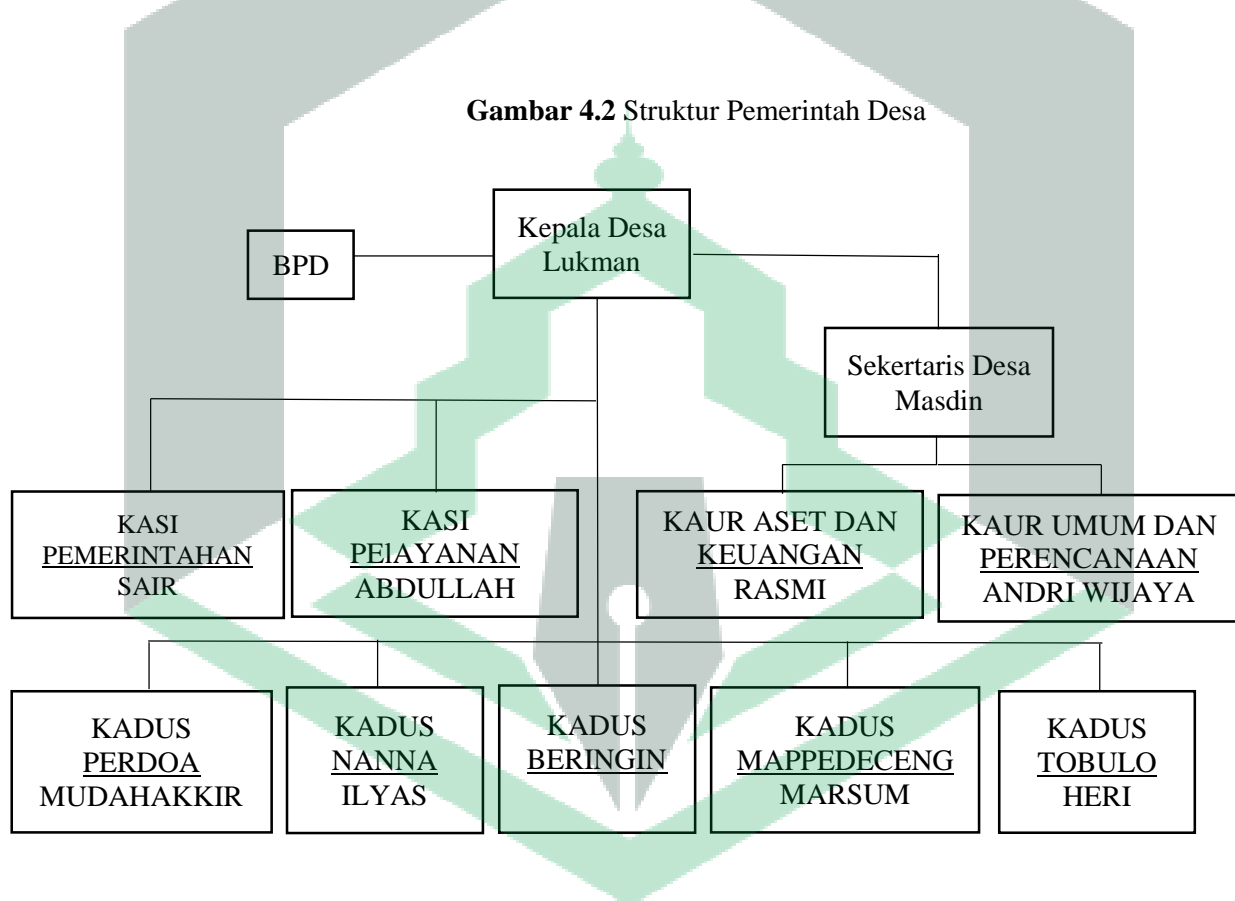 Gambar 4.2 Struktur Pemerintah Desa
Kepala Desa
Lukman
BPD
Sekertaris Desa
Masdin
KASI
PEMERINTAHAN
SAIR
KASI
PElAYANAN
ABDULLAH
KAUR ASET DAN
KEUANGAN
RASMI
KAUR UMUM DAN
PERENCANAAN
ANDRI WIJAYA
KADUS
PERDOA
MUDAHAKKIR
KADUS
NANNA
ILYAS
KADUS
BERINGIN
KADUS
MAPPEDECENG
MARSUM
KADUS
TOBULO
HERI